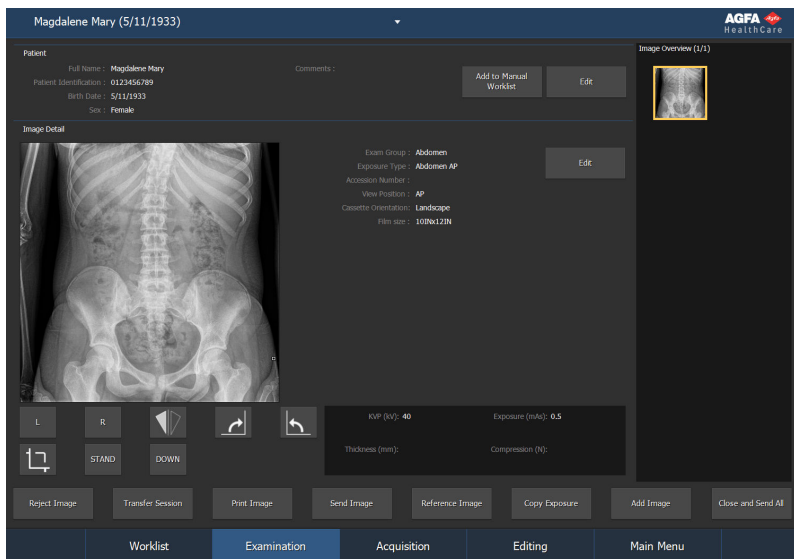 Magdalene Mary (5/11/1933)
AGFA
HealthCare
Patient
Full Name : Magdalene Mary
Patient Identification : 0123456789
Birth Date : 5/11/1933
Sex : Female
Comments :
Add to Manual
Worklist
Edit
Image Overview (1/1)
Image Detail
Exam Group : Abdomen
Exposure Type : Abdomen AP
Accession Number :
View Position : AP
Cassette Orientation: Landscape
Film size : 10INx12IN
Edit
L
R
STAND
DOWN
KVP (kV): 40
Exposure (mAs): 0.5
Thickness (mm):
Compression (N):
Reject Image
Transfer Session
Print Image
Send Image
Reference Image
Copy Exposure
Add Image
Close and Send All
Worklist
Examination
Acquisition
Editing
Main Menu